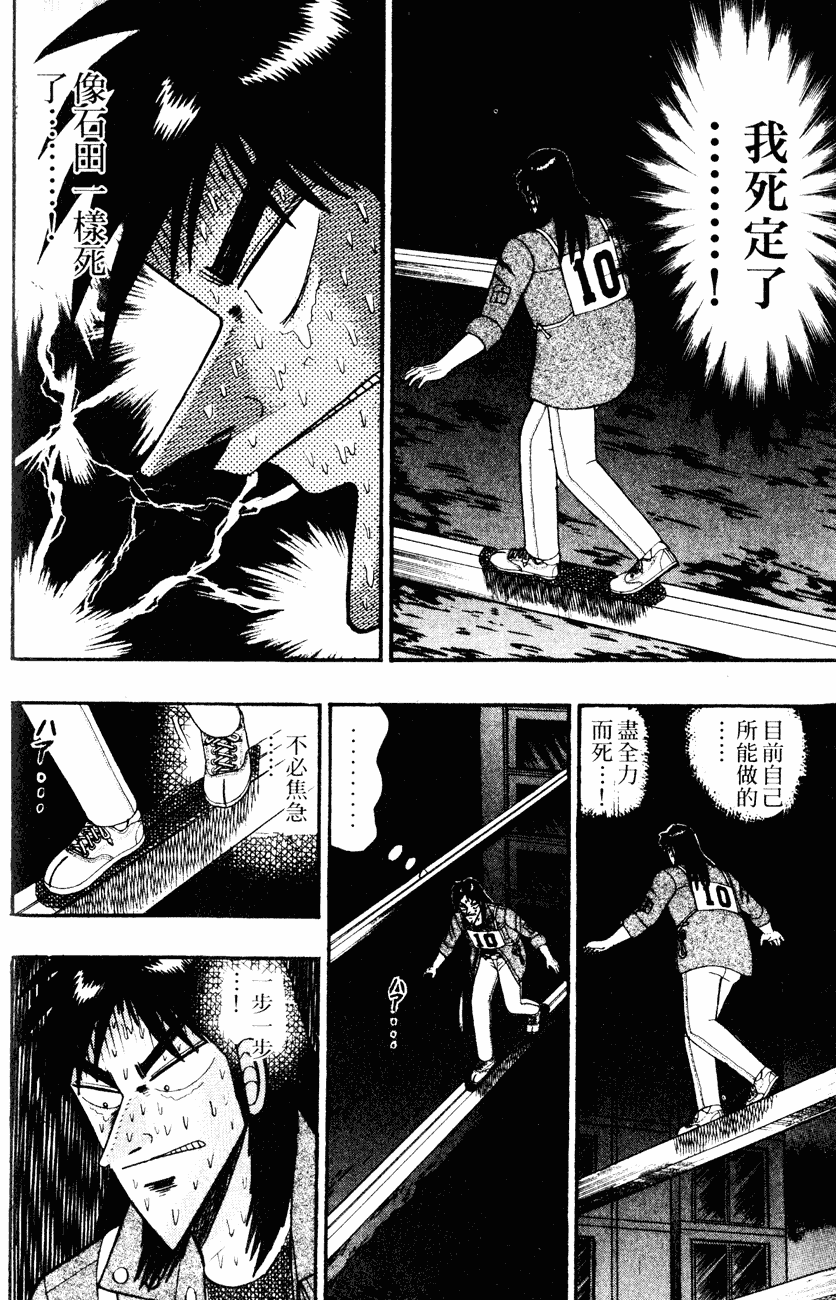 我死定了
………！
10
像石田一樣死
了………！
目前自己
所能做的
……
盡全力
而死…！
10
………
10
不必焦急
……
一步一步
…！